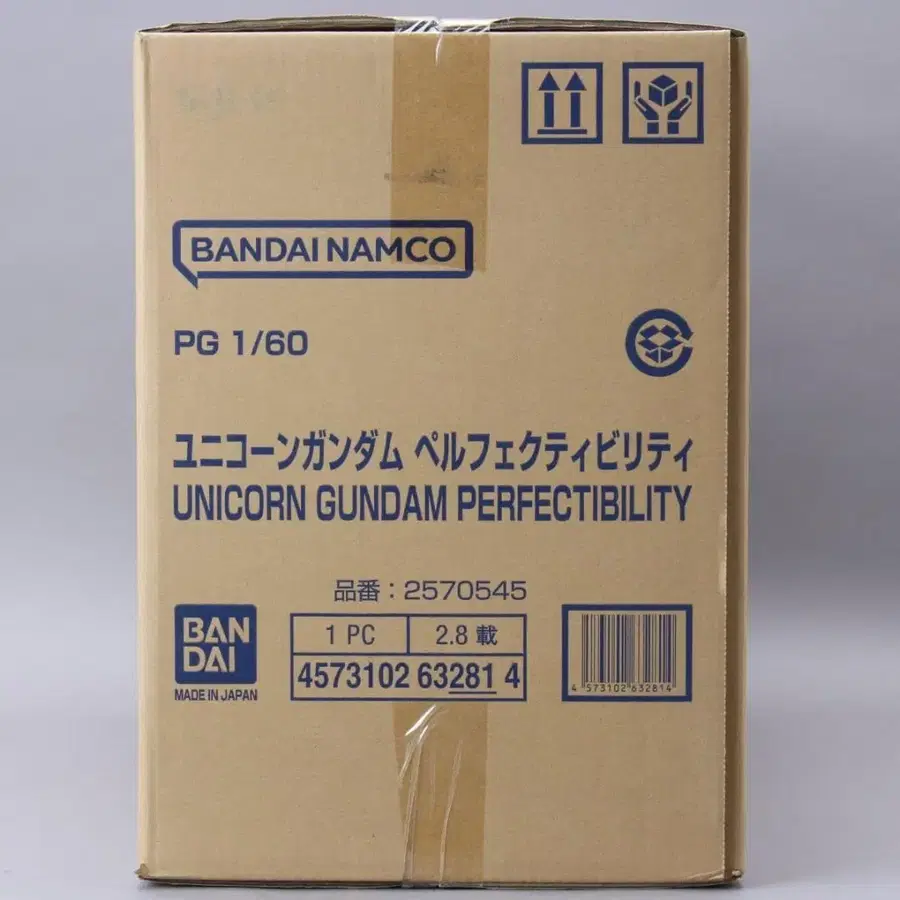 BANDAI NAMCO
PG 1/60
ユニコーンガンダム ペルフェクティビリティ
UNICORN GUNDAM PERFECTIBILITY
品番：2570545
BAN
DAI
MADE IN JAPAN
1 PC
2.8 載
4573102 63281 4
4 573102 632814